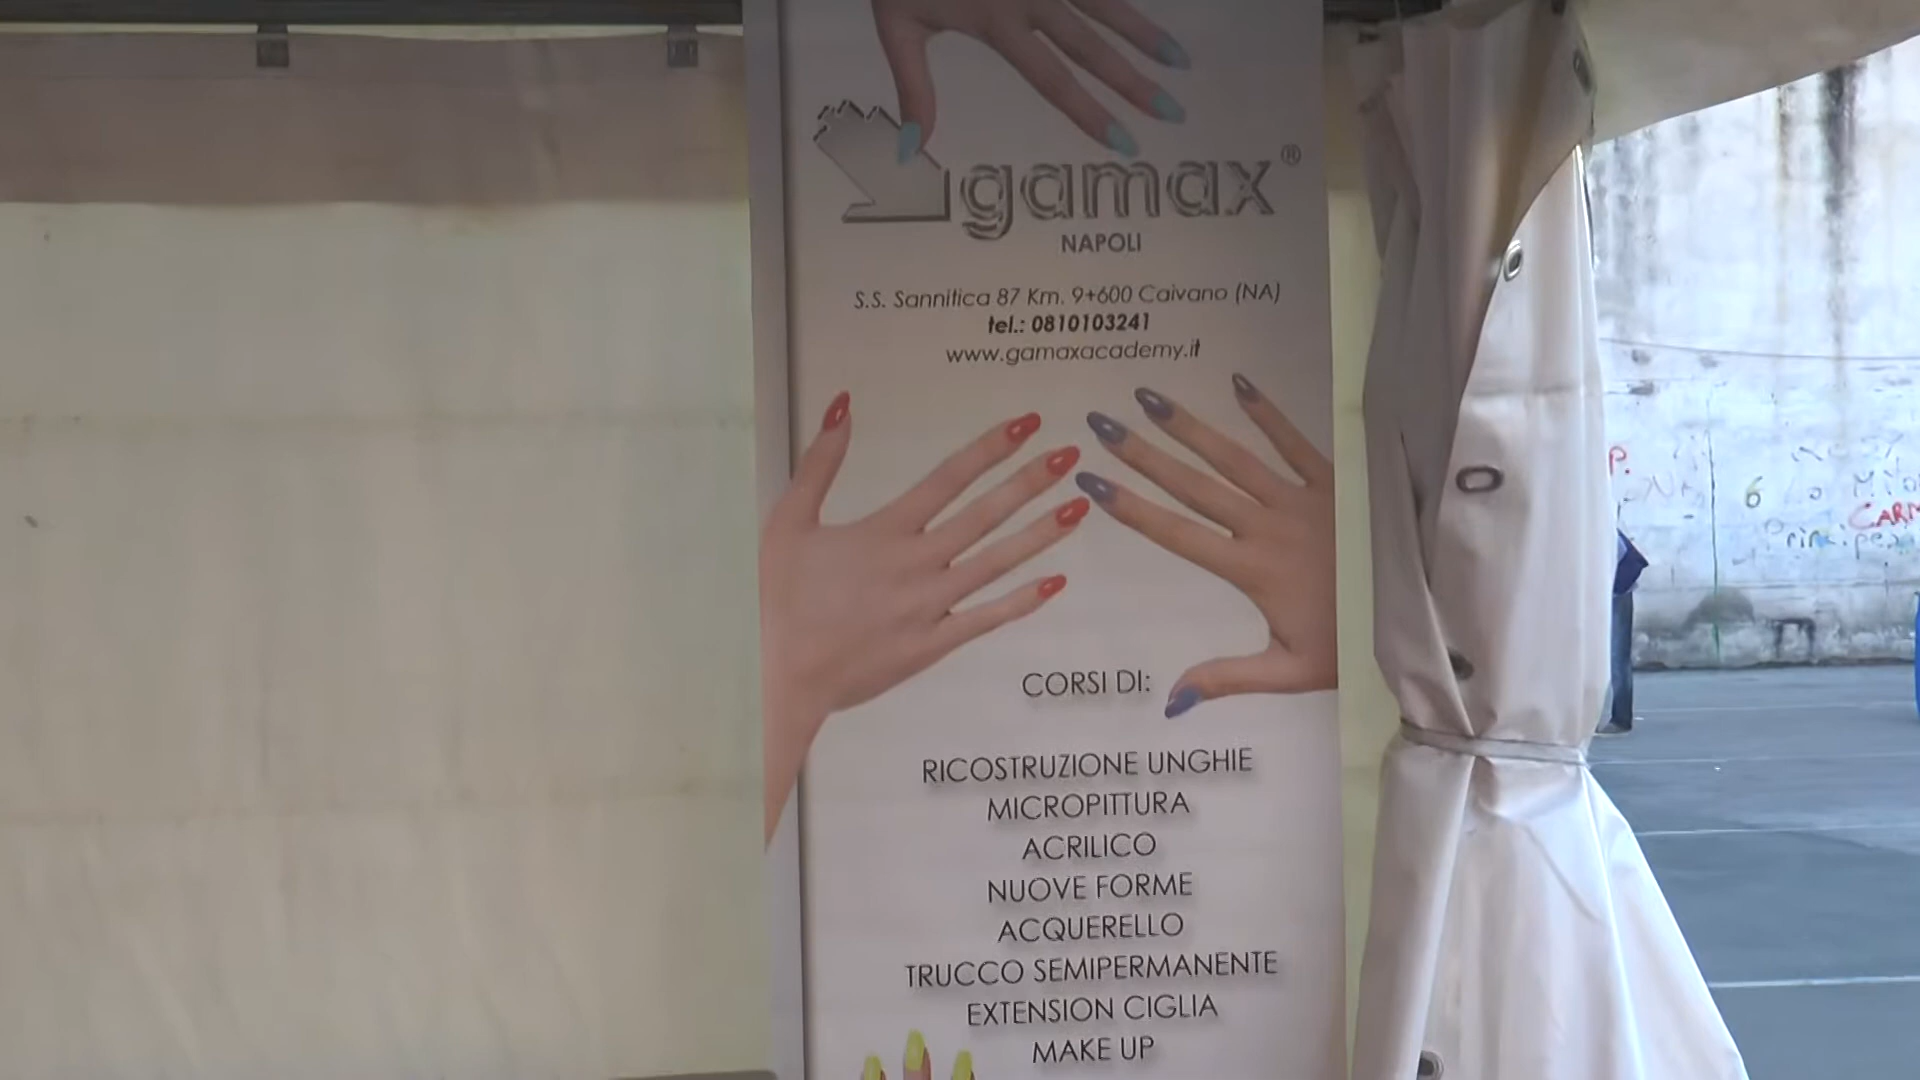 gamax®
NAPOLI
S.S. Sannitica 87 Km. 9+600 Caivano (NA)
tel.: 0810103241
www.gamaxacademy.it
CORSI DI:
RICOSTRUZIONE UNGHIE
MICROPITTURA
ACRILICO
NUOVE FORME
ACQUERELLO
TRUCCO SEMIPERMANENTE
EXTENSION CIGLIA
MAKE UP
P.
6